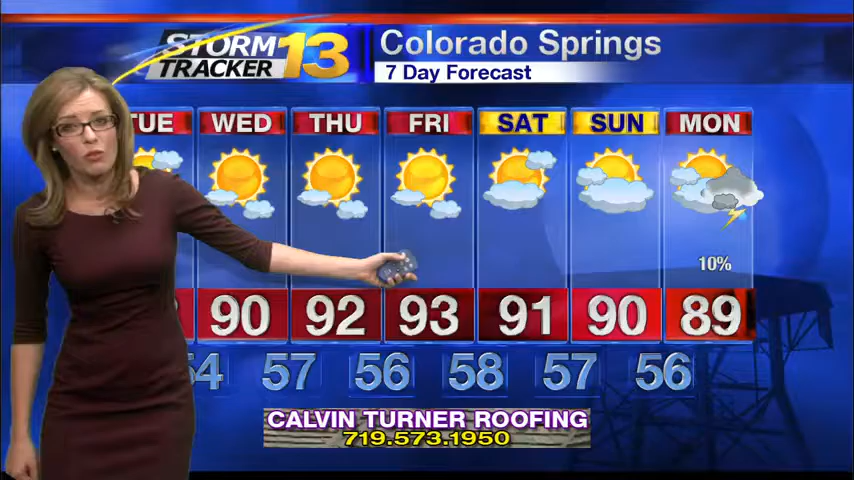 STORM
TRACKER 13
Colorado Springs
7 Day Forecast
TUE WED THU FRI SAT SUN MON
10%
90 92 93 91 90 89
54 57 56 58 57 56
CALVIN TURNER ROOFING
719.573.1950